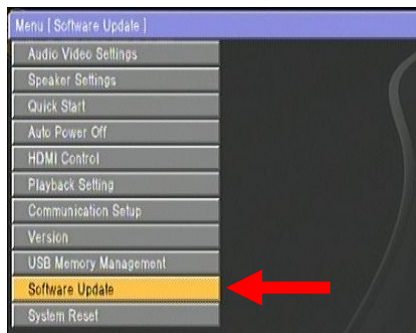 Menu [ Software Update ]
Audio Video Settings
Speaker Settings
Quick Start
Auto Power Off
HDMI Control
Playback Setting
Communication Setup
Version
USB Memory Management
Software Update
System Reset